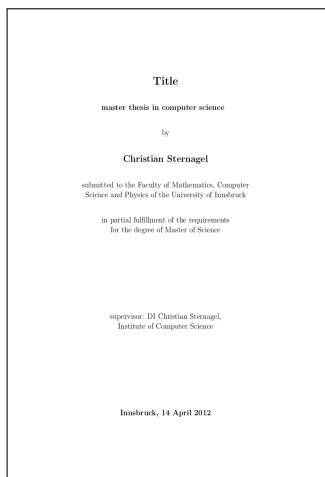 Title
master thesis in computer science
by
Christian Sternagel
submitted to the Faculty of Mathematics, Computer
Science and Physics of the University of Innsbruck
in partial fulfillment of the requirements
for the degree of Master of Science
supervisor: DI Christian Sternagel,
Institute of Computer Science
Innsbruck, 14 April 2012